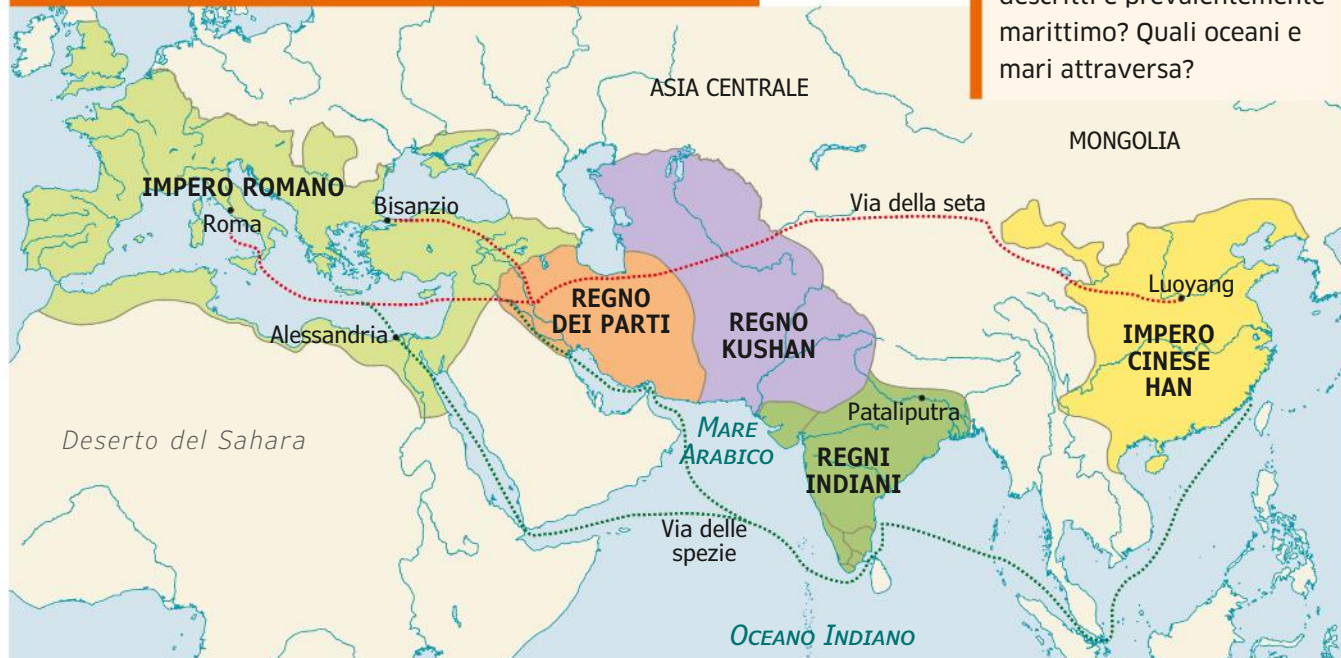 descritti è prevalentemente
marittimo? Quali oceani e
mari attraversa?
ASIA CENTRALE
MONGOLIA
IMPERO ROMANO
Roma
Bisanzio
Via della seta
Luoyang
REGNO
DEI PARTI
REGNO
KUSHAN
IMPERO
CINESE
HAN
Alessandria
Pataliputra
Deserto del Sahara
MARE
ARABICO
REGNI
INDIANI
Via delle
spezie
OCEANO INDIANO